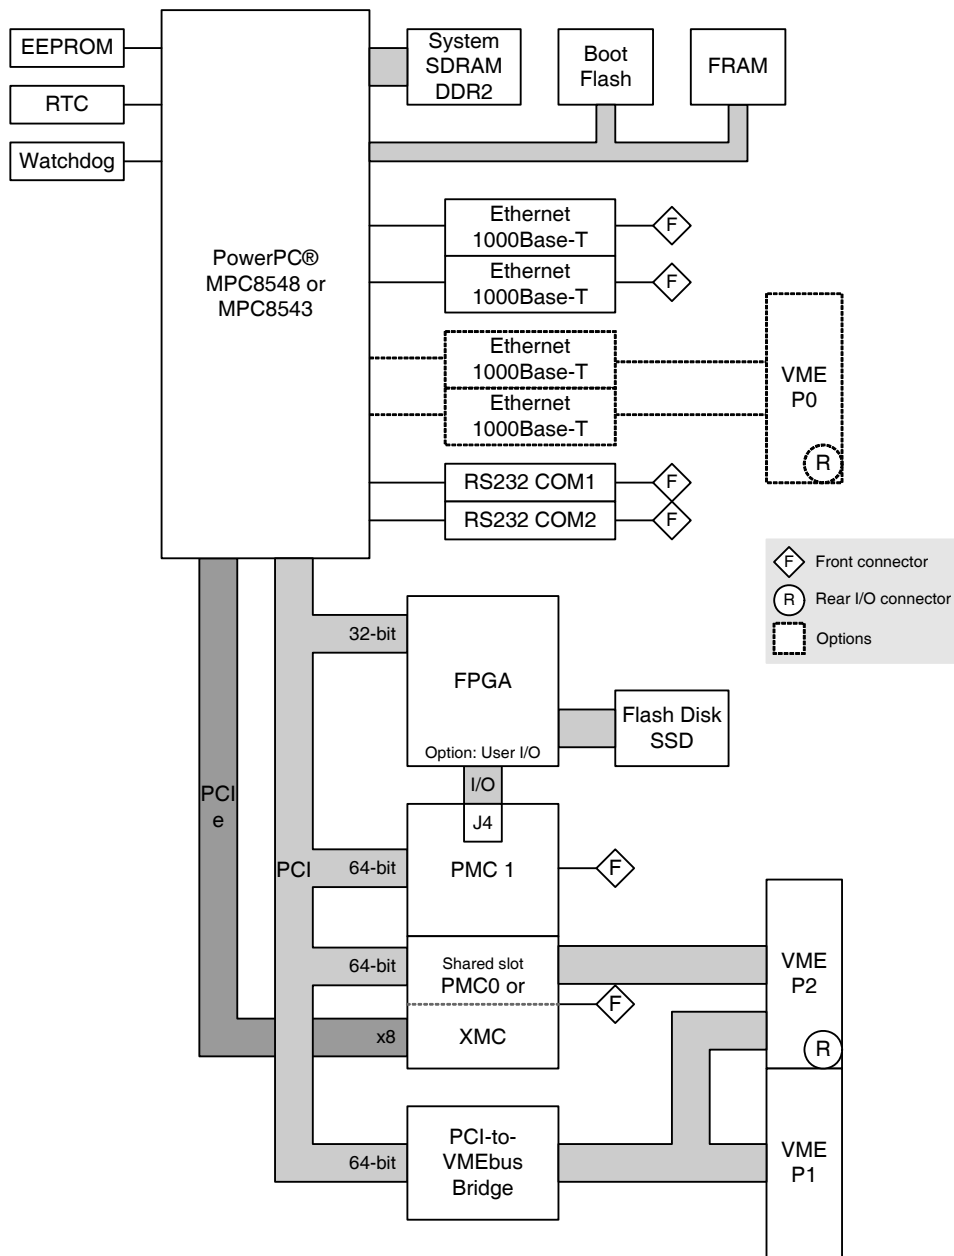 EEPROM
RTC
Watchdog
PowerPC®
MPC8548 or
MPC8543
System
SDRAM
DDR2
Boot
Flash
FRAM
Ethernet
1000Base-T
F
Ethernet
1000Base-T
F
Ethernet
1000Base-T
Ethernet
1000Base-T
VME
P0
R
RS232 COM1
F
RS232 COM2
F
F Front connector
R Rear I/O connector
Options
32-bit
FPGA
Option: User I/O
Flash Disk
SSD
I/O
J4
PCI
e
PCI
64-bit
PMC 1
F
64-bit
Shared slot
PMC0 or
F
x8
XMC
VME
P2
R
64-bit
PCI-to-
VMEbus
Bridge
VME
P1